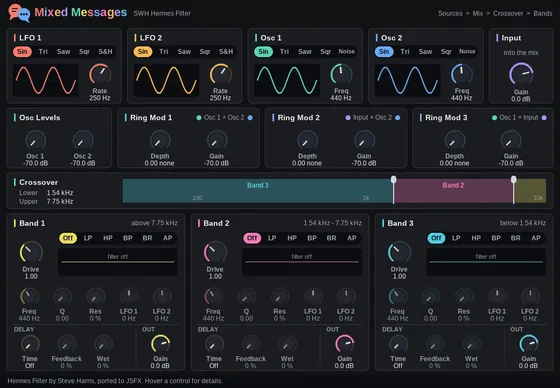 Mixed Messages SWH Hermes Filter Sources > Mix > Crossover > Bands
LFO 1 LFO 2 Osc 1 Osc 2 Input
Sin Tri Saw Sqr S&H Sin Tri Saw Sqr S&H Sin Tri Saw Sqr Noise Sin Tri Saw Sqr Noise into the mix
Rate Rate Freq Freq Gain
250 Hz 250 Hz 440 Hz 440 Hz 0.0 dB
Osc Levels Ring Mod 1 Osc 1 × Osc 2 Ring Mod 2 Input × Osc 2 Ring Mod 3 Osc 1 × Input
Osc 1 Osc 2 Depth Gain Depth Gain Depth Gain
-70.0 dB -70.0 dB 0.00 none -70.0 dB 0.00 none -70.0 dB 0.00 none -70.0 dB
Crossover Band 3 Band 2
Lower 1.54 kHz
Upper 7.75 kHz 100 1k 10k
Band 1 above 7.75 kHz Band 2 1.54 kHz - 7.75 kHz Band 3 below 1.54 kHz
Off LP HP BP BR AP Off LP HP BP BR AP Off LP HP BP BR AP
filter off filter off filter off
Drive Drive Drive
1.00 1.00 1.00
Freq Q Res LFO 1 LFO 2 Freq Q Res LFO 1 LFO 2 Freq Q Res LFO 1 LFO 2
440 Hz 0.00 0 % 0 Hz 0 Hz 440 Hz 0.00 0 % 0 Hz 0 Hz 440 Hz 0.00 0 % 0 Hz 0 Hz
DELAY OUT DELAY OUT DELAY OUT
Time Feedback Wet Gain Time Feedback Wet Gain Time Feedback Wet Gain
Off 0 % 0 % 0.0 dB Off 0 % 0 % 0.0 dB Off 0 % 0 % 0.0 dB
Hermes Filter by Steve Harris, ported to JSFX. Hover a control for details.